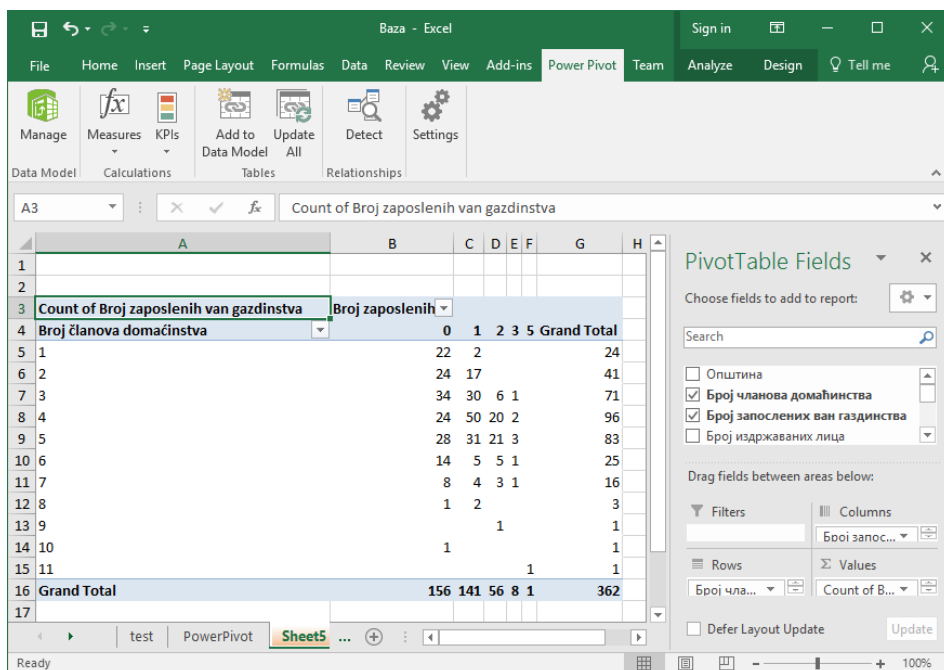 Baza - Excel
Sign in
File Home Insert Page Layout Formulas Data Review View Add-ins Power Pivot Team Analyze Design Tell me
Manage Measures KPIs Add to Data Model Update All Detect Settings
Data Model Calculations Tables Relationships
A3 fx Count of Broj zaposlenih van gazdinstva
A B C D E F G H
1
2
3 Count of Broj zaposlenih van gazdinstva Broj zaposlenih
4 Broj članova domaćinstva 0 1 2 3 5 Grand Total
5 1 22 2 24
6 2 24 17 41
7 3 34 30 6 1 71
8 4 24 50 20 2 96
9 5 28 31 21 3 83
10 6 14 5 5 1 25
11 7 8 4 3 1 16
12 8 1 2 3
13 9 1 1
14 10 1 1
15 11 1 1
16 Grand Total 156 141 56 8 1 362
17
PivotTable Fields
Choose fields to add to report:
Search
Општина
Број чланова домаћинства
Број запослених ван газдинства
Број издржаваних лица
Drag fields between areas below:
Filters
Columns
Број запос...
Rows
Број чла...
Σ Values
Count of B...
Defer Layout Update Update
test PowerPivot Sheet5 ...
Ready 100%